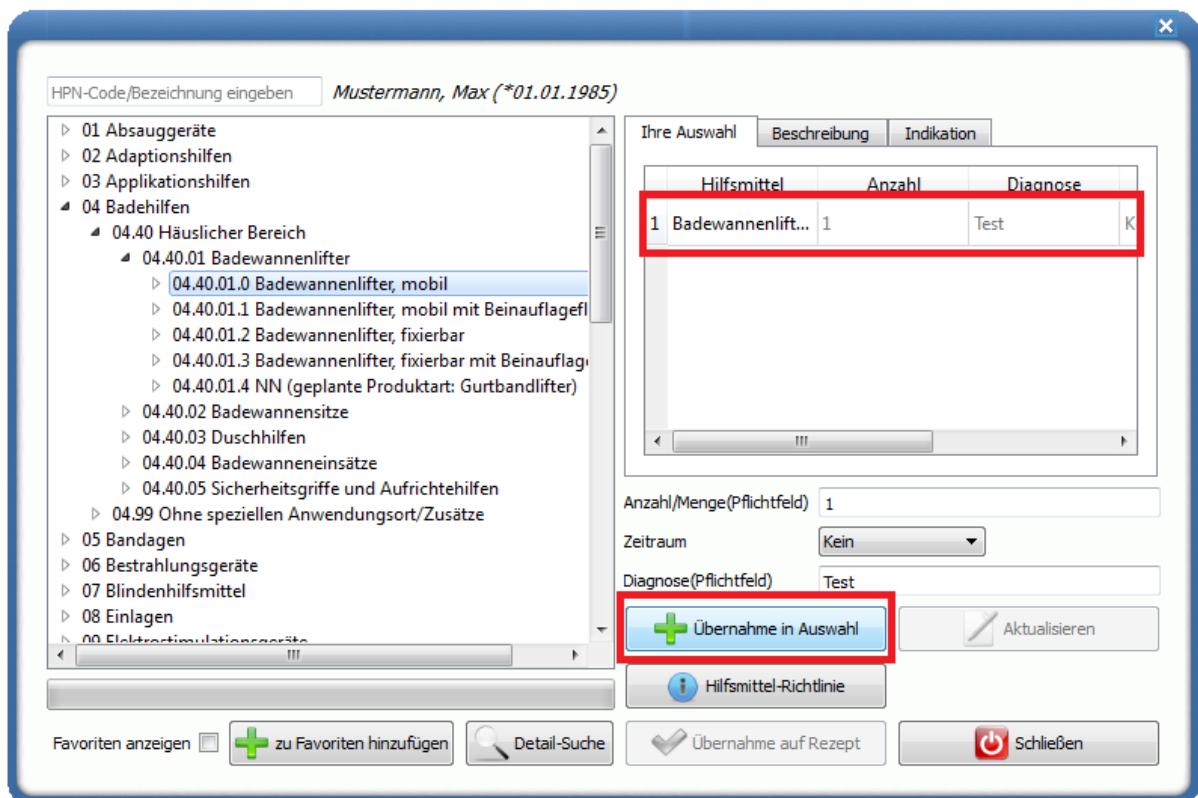 HPN-Code/Bezeichnung eingeben Mustermann, Max (*01.01.1985)
01 Absauggeräte
02 Adaptionshilfen
03 Applikationshilfen
04 Badehilfen
04.40 Häuslicher Bereich
04.40.01 Badewannenlifter
04.40.01.0 Badewannenlifter, mobil
04.40.01.1 Badewannenlifter, mobil mit Beinauflagefl
04.40.01.2 Badewannenlifter, fixierbar
04.40.01.3 Badewannenlifter, fixierbar mit Beinauflage
04.40.01.4 NN (geplante Produktart: Gurtbandlifter)
04.40.02 Badewannensitze
04.40.03 Duschhilfen
04.40.04 Badewanneneinsätze
04.40.05 Sicherheitsgriffe und Aufrichtehilfen
04.99 Ohne speziellen Anwendungsort/Zusätze
05 Bandagen
06 Bestrahlungsgeräte
07 Blindenhilfsmittel
08 Einlagen
09 Elektrostimulationsgeräte
Ihre Auswahl Beschreibung Indikation
Hilfsmittel Anzahl Diagnose
1 Badewannenlift... 1 Test K
Anzahl/Menge(Pflichtfeld) 1
Zeitraum Kein
Diagnose(Pflichtfeld) Test
Übernahme in Auswahl Aktualisieren
Hilfsmittel-Richtlinie
Favoriten anzeigen zu Favoriten hinzufügen Detail-Suche Übernahme auf Rezept Schließen